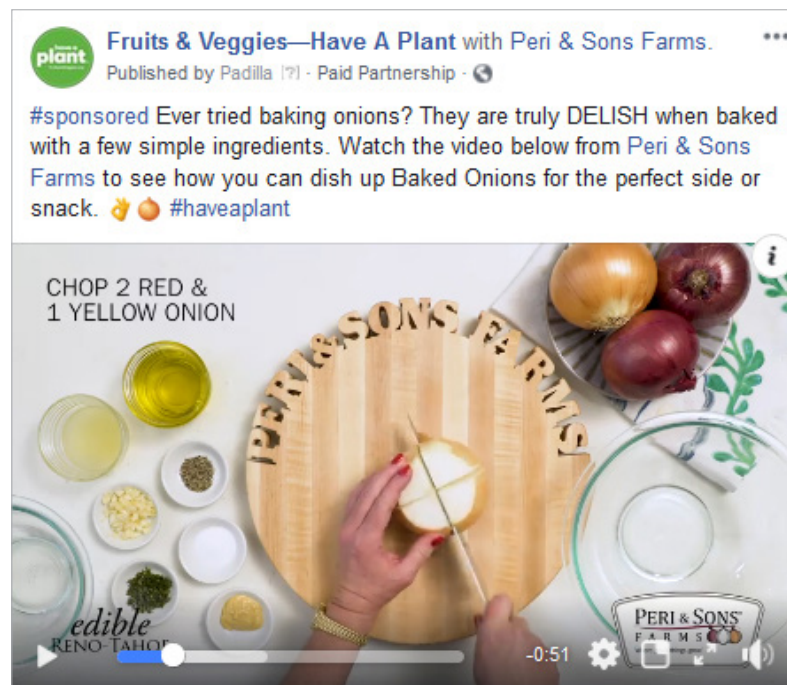 plant
Fruits & Veggies—Have A Plant with Peri & Sons Farms.
Published by Padilla [?] · Paid Partnership ·
#sponsored Ever tried baking onions? They are truly DELISH when baked
with a few simple ingredients. Watch the video below from Peri & Sons
Farms to see how you can dish up Baked Onions for the perfect side or
snack. 👌🧅 #haveaplant
i
CHOP 2 RED &
1 YELLOW ONION
PERI & SONS FARMS
edible
RENO-TAHOE
PERI & SONS'
FARMS
-0:51